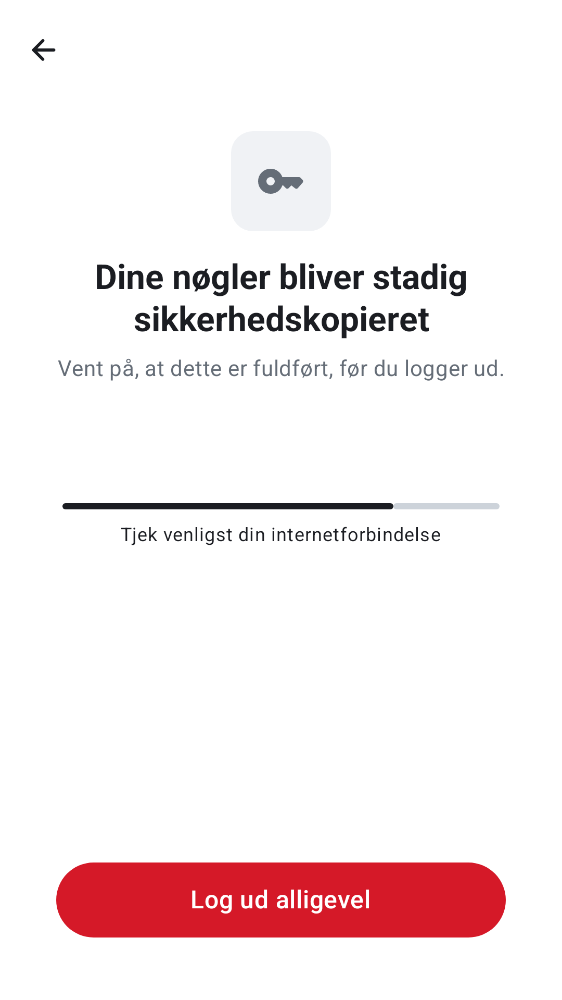 Dine nøgler bliver stadig
sikkerhedskopieret
Vent på, at dette er fuldført, før du logger ud.
Tjek venligst din internetforbindelse
Log ud alligevel